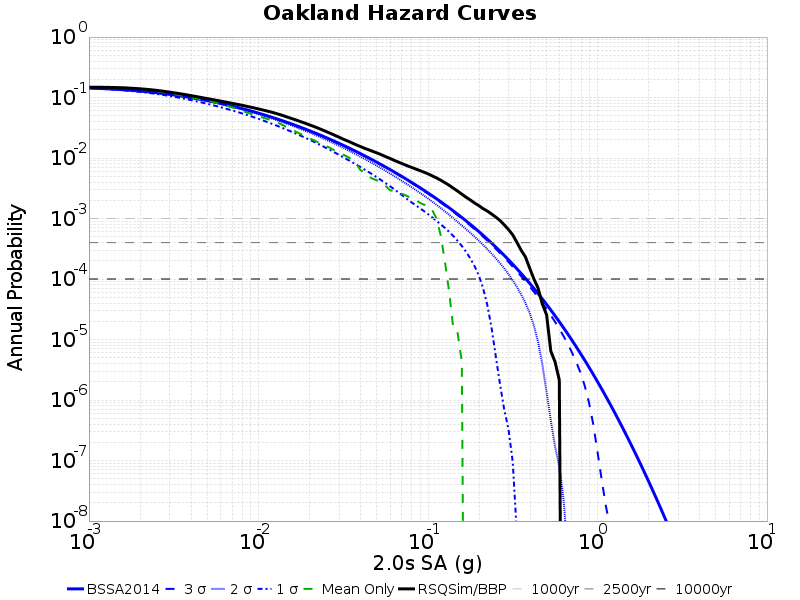 Oakland Hazard Curves
10^0
10^-1
10^-2
10^-3
10^-4
10^-5
10^-6
10^-7
10^-8
Annual Probability
10^-3 10^-2 10^-1 10^0 10^1
2.0s SA (g)
BSSA2014 3 σ 2 σ 1 σ Mean Only RSQSim/BBP 1000yr 2500yr 10000yr